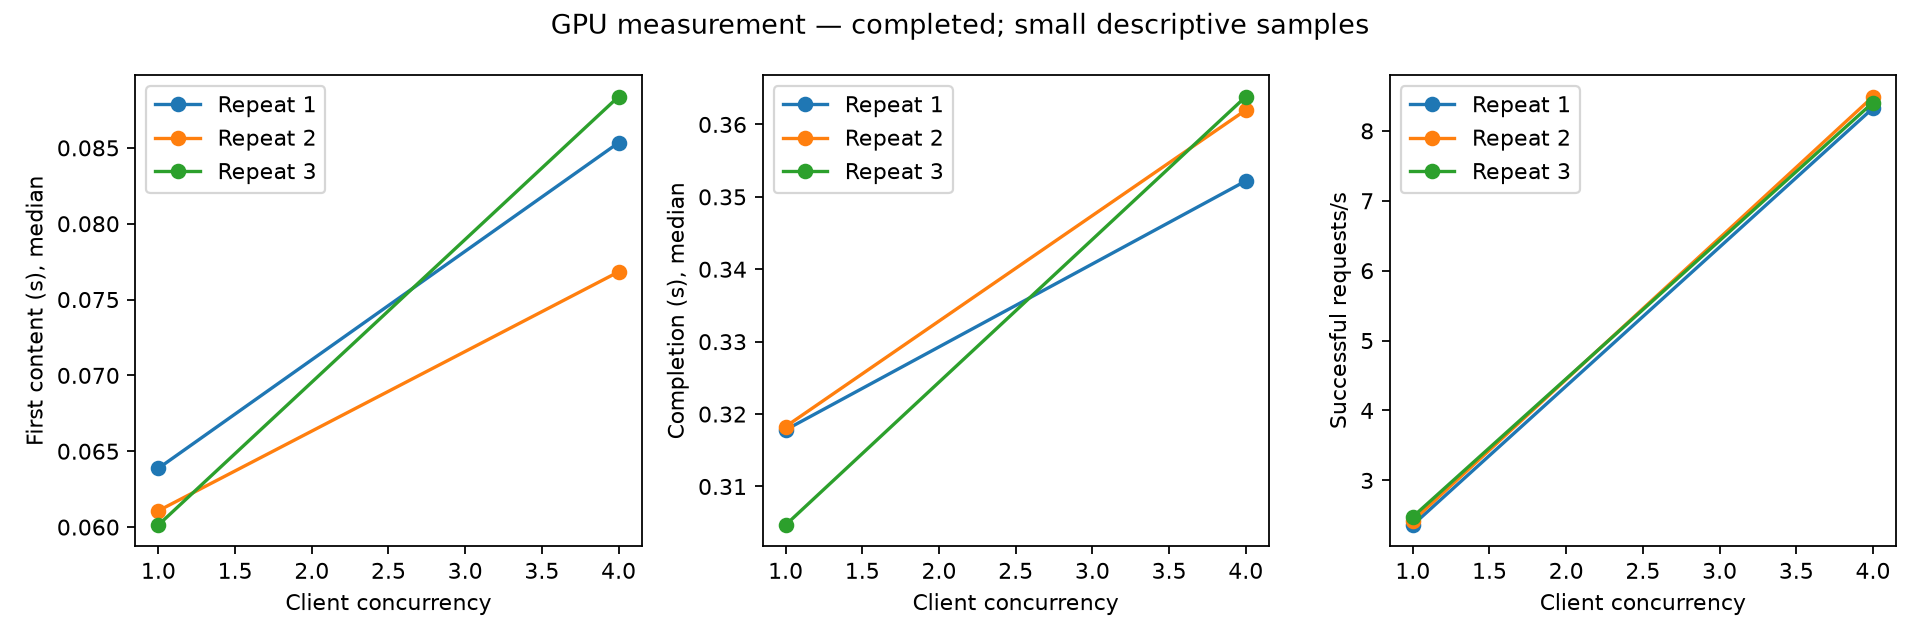 GPU measurement — completed; small descriptive samples
First content (s), median
0.085
0.080
0.075
0.070
0.065
0.060
Repeat 1
Repeat 2
Repeat 3
1.0 1.5 2.0 2.5 3.0 3.5 4.0
Client concurrency
Completion (s), median
0.36
0.35
0.34
0.33
0.32
0.31
Repeat 1
Repeat 2
Repeat 3
1.0 1.5 2.0 2.5 3.0 3.5 4.0
Client concurrency
Successful requests/s
8
7
6
5
4
3
Repeat 1
Repeat 2
Repeat 3
1.0 1.5 2.0 2.5 3.0 3.5 4.0
Client concurrency